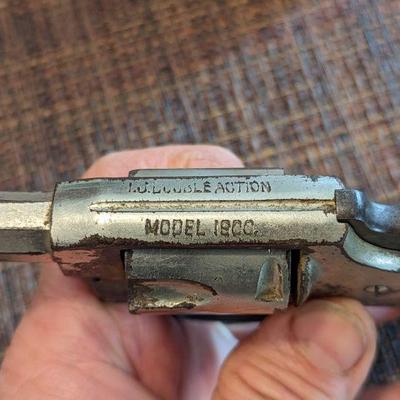 I.J. DOUBLE ACTION
MODEL 1900.